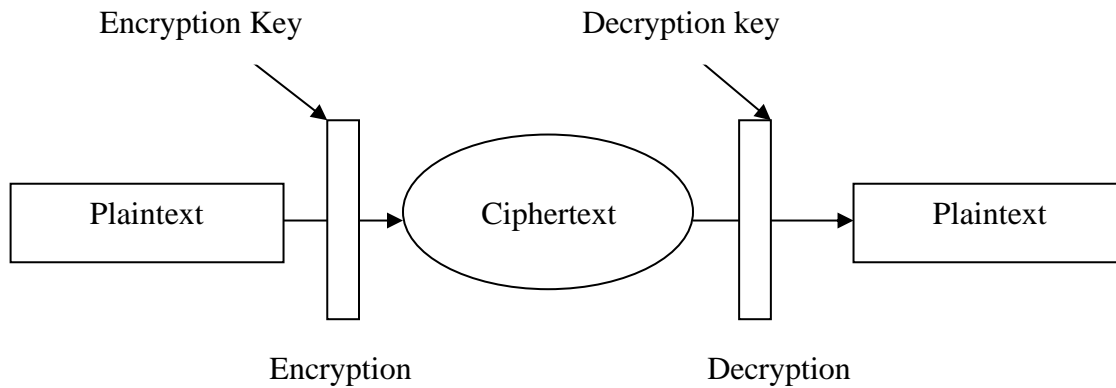 Encryption Key
Decryption key
Plaintext
Ciphertext
Plaintext
Encryption
Decryption